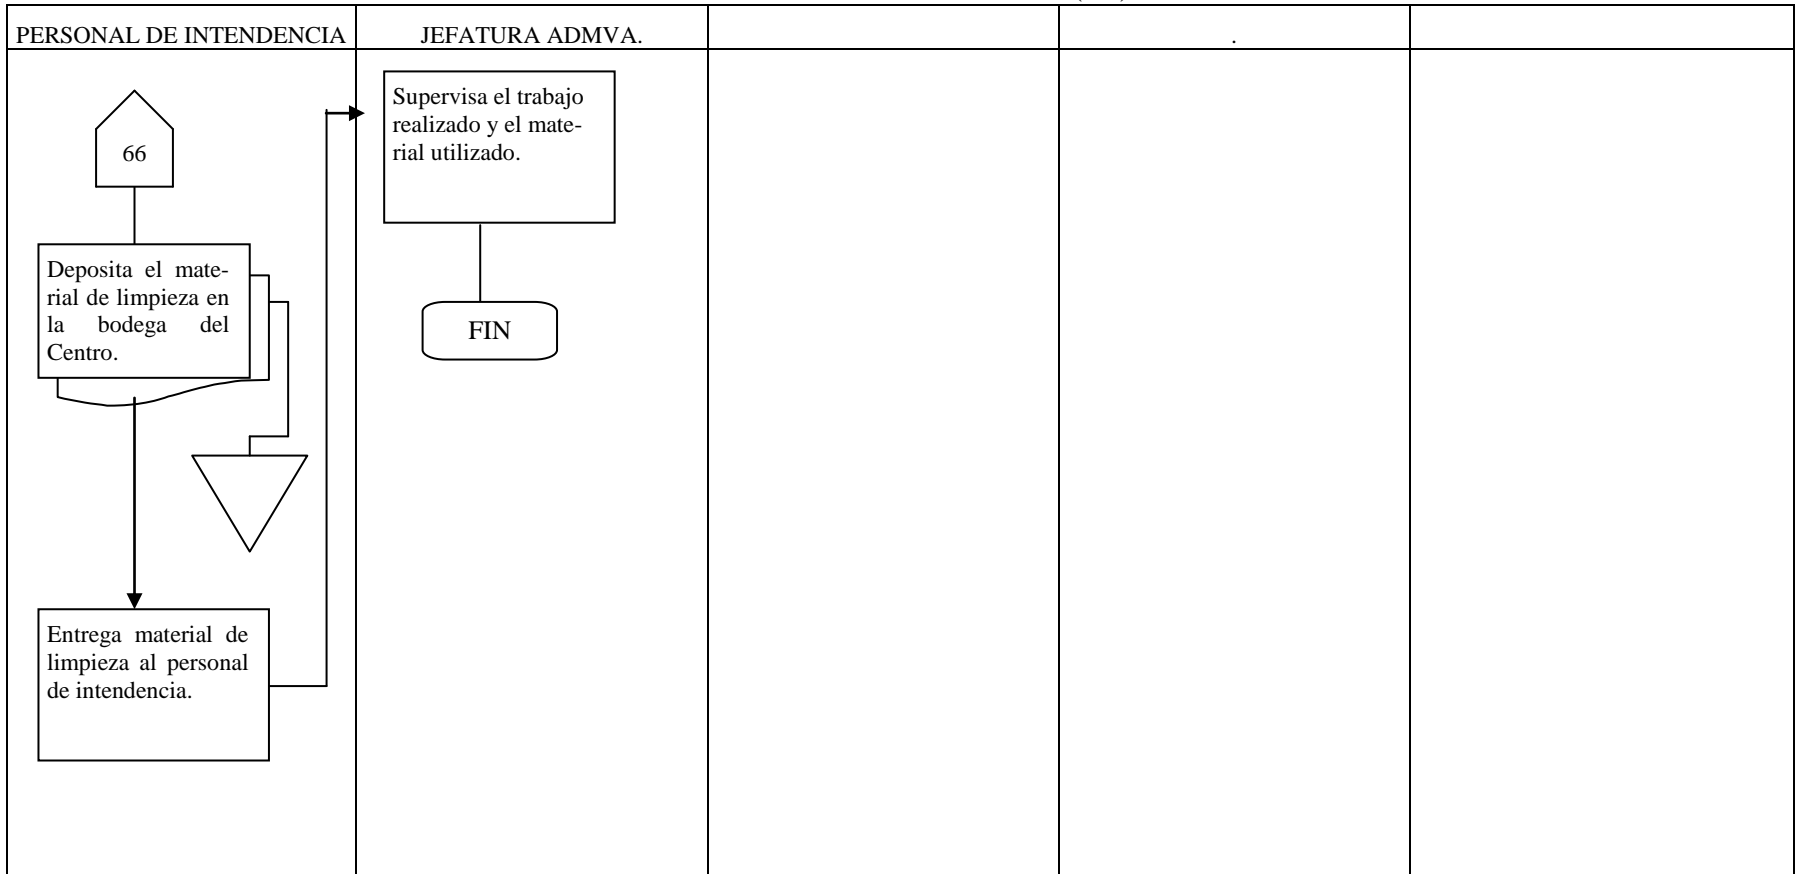 PERSONAL DE INTENDENCIA
JEFATURA ADMVA.
.
66
Deposita el mate-
rial de limpieza en
la bodega del
Centro.
Entrega material de
limpieza al personal
de intendencia.
Supervisa el trabajo
realizado y el mate-
rial utilizado.
FIN